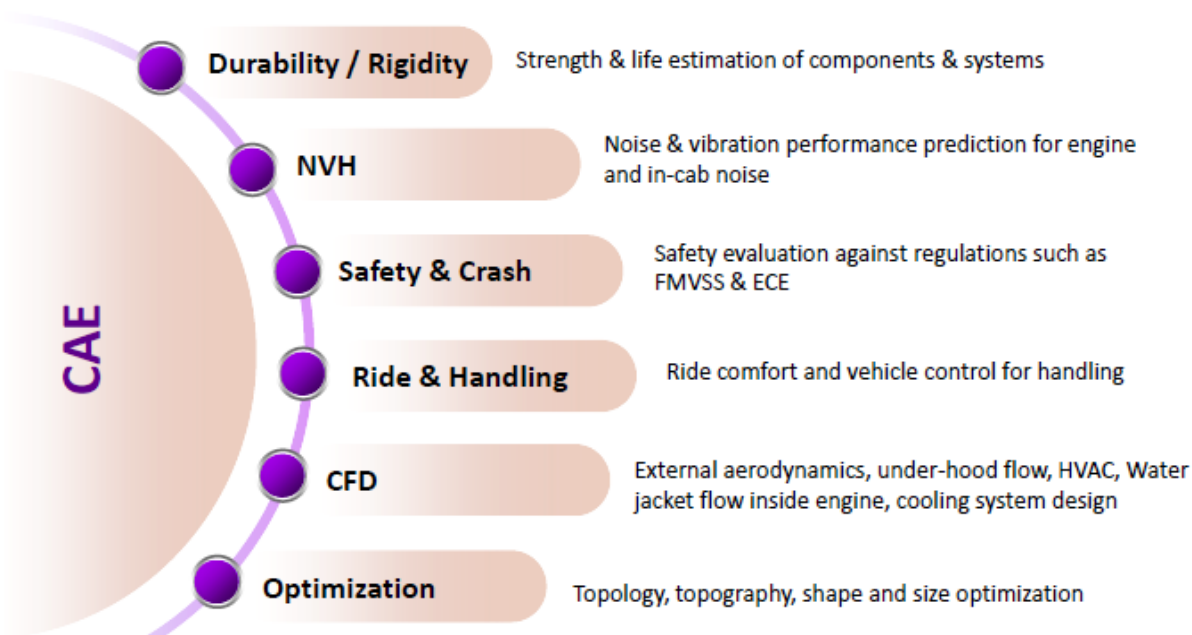 CAE
Durability / Rigidity
Strength & life estimation of components & systems
NVH
Noise & vibration performance prediction for engine
and in-cab noise
Safety & Crash
Safety evaluation against regulations such as
FMVSS & ECE
Ride & Handling
Ride comfort and vehicle control for handling
CFD
External aerodynamics, under-hood flow, HVAC, Water
jacket flow inside engine, cooling system design
Optimization
Topology, topography, shape and size optimization